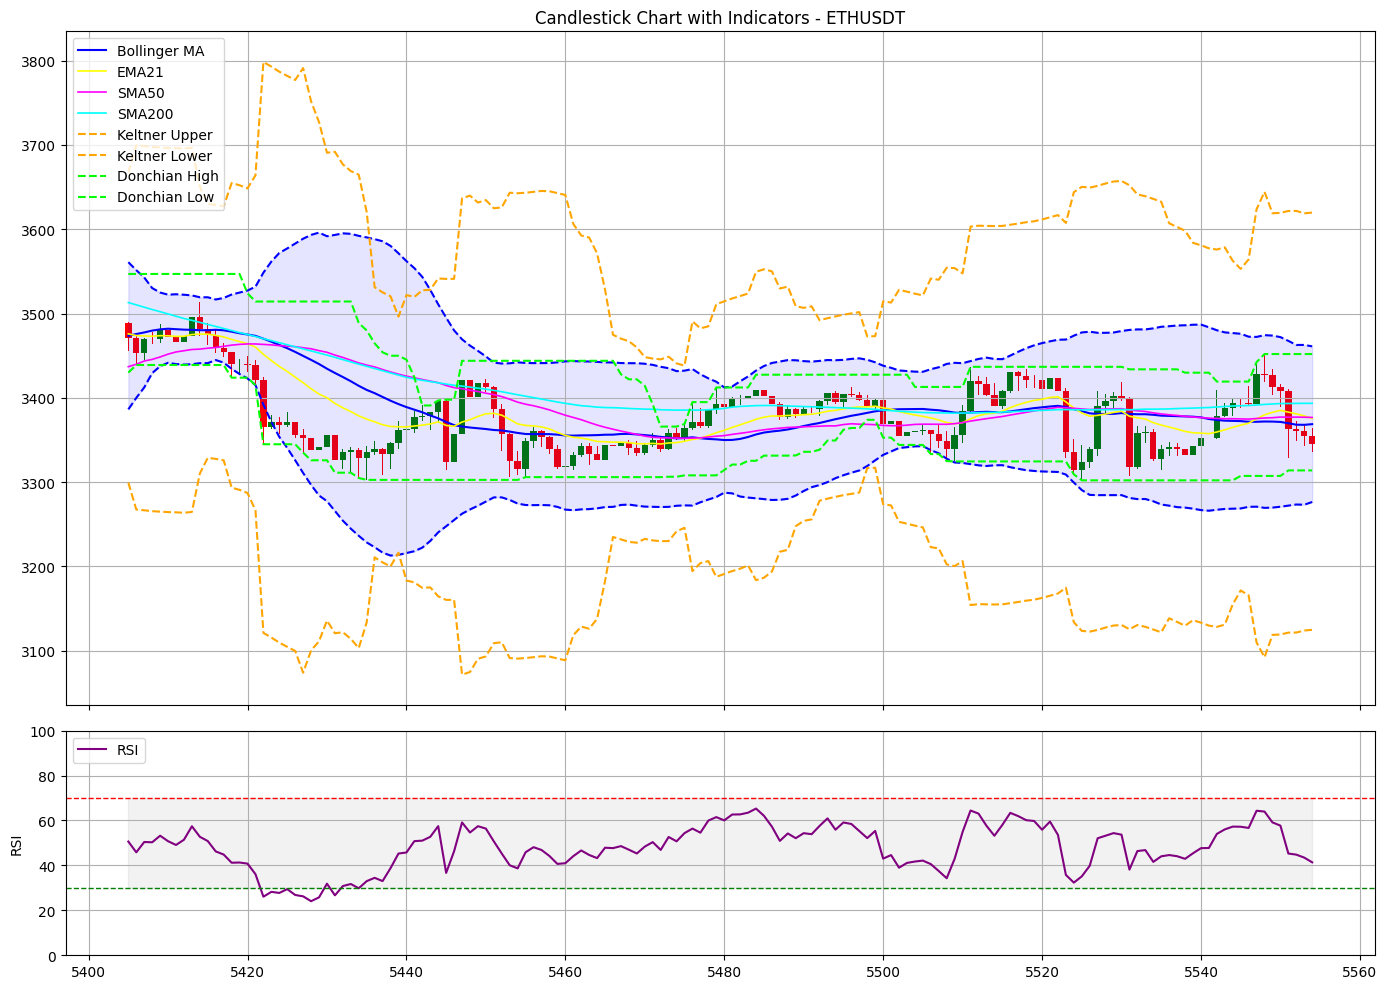 Candlestick Chart with Indicators - ETHUSDT
Bollinger MA
EMA21
SMA50
SMA200
Keltner Upper
Keltner Lower
Donchian High
Donchian Low
3800
3700
3600
3500
3400
3300
3200
3100
RSI
100
80
60
40
20
0
RSI
5400 5420 5440 5460 5480 5500 5520 5540 5560